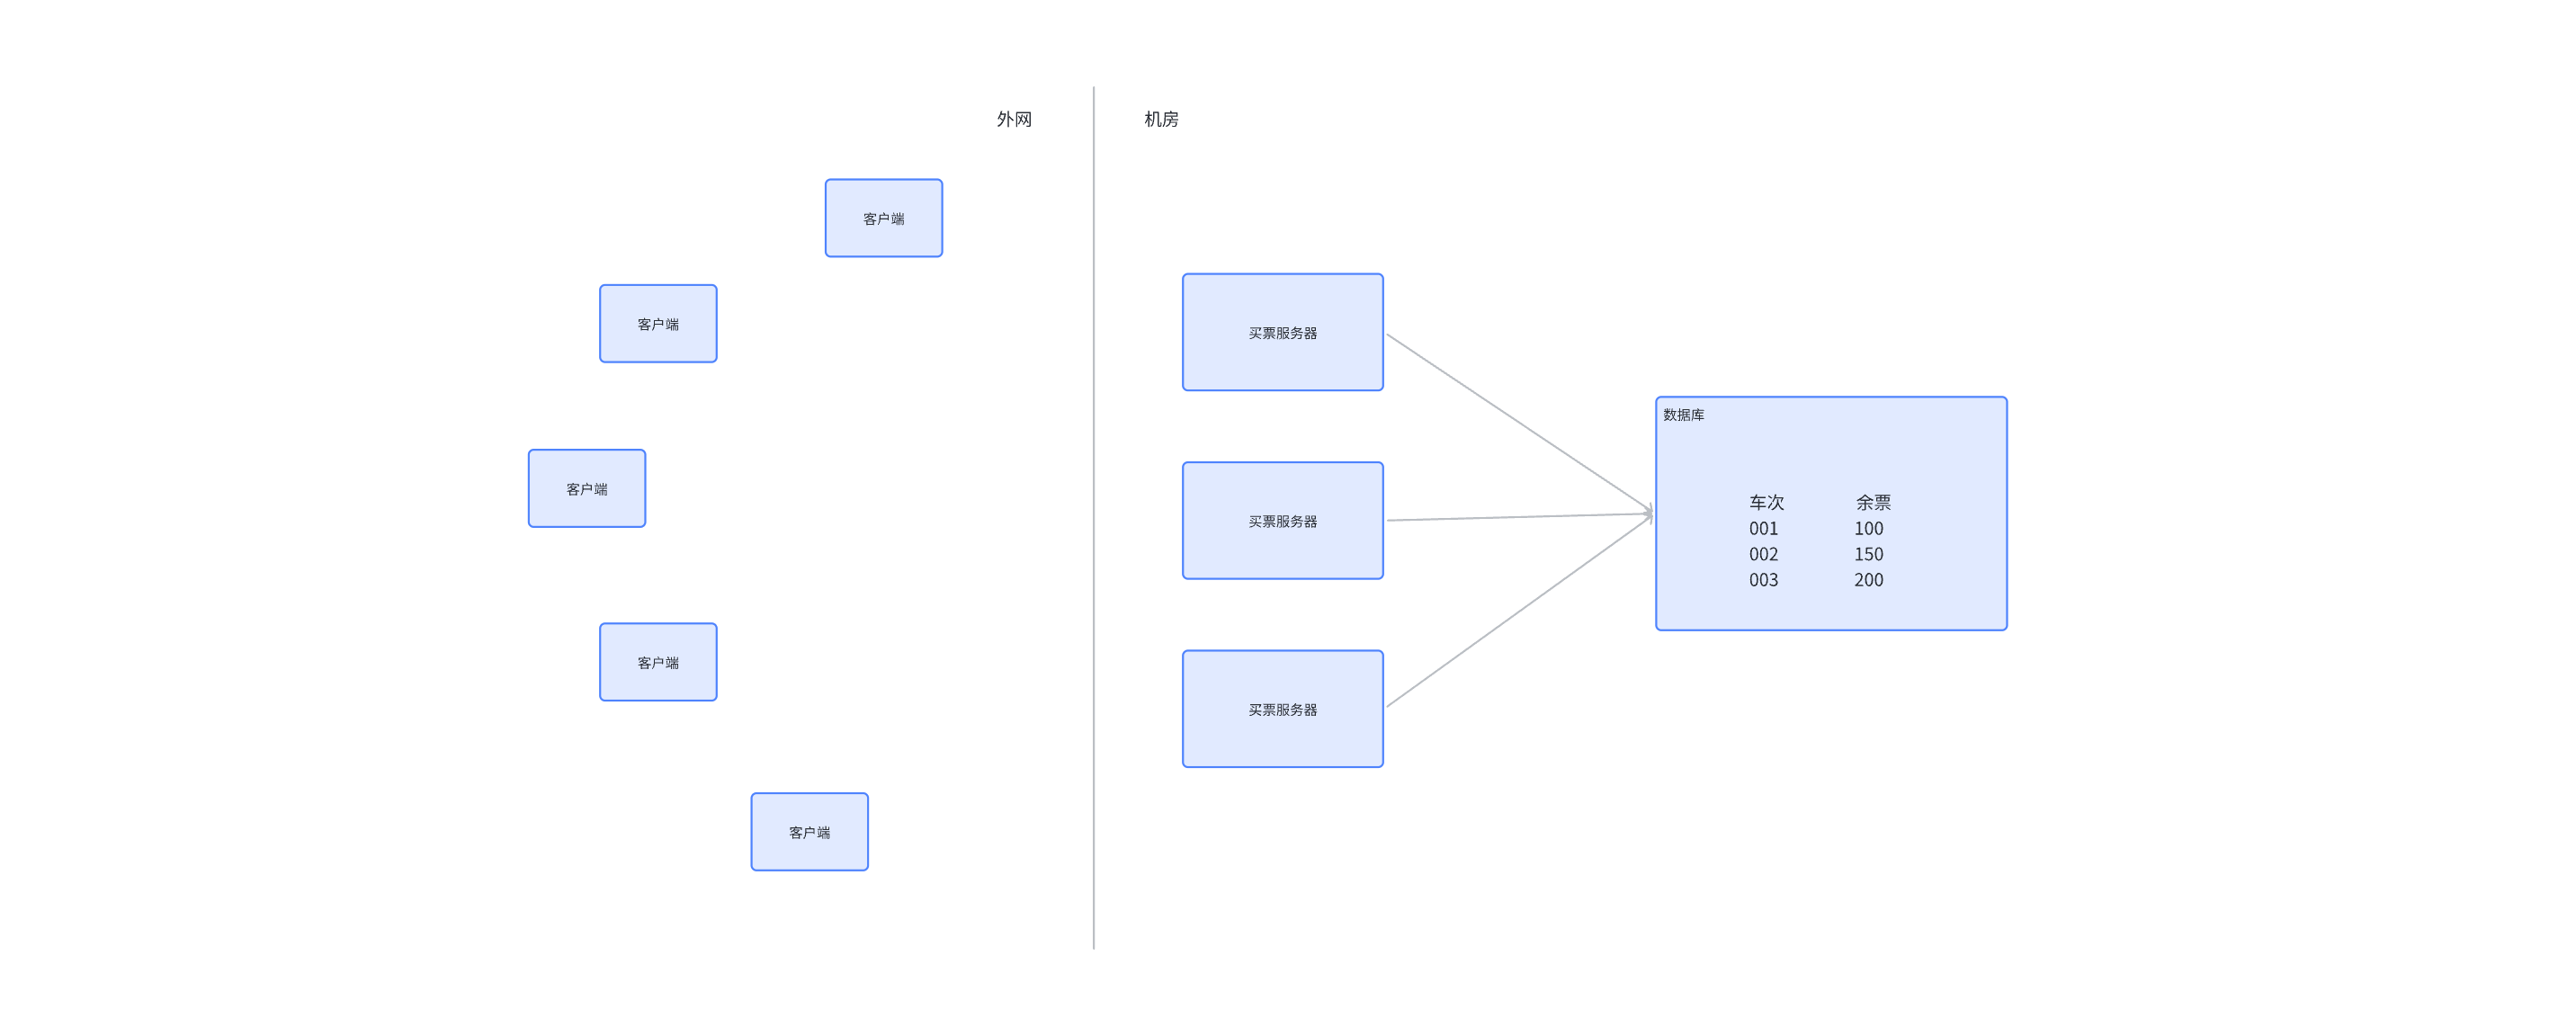 外网
机房
客户端
客户端
客户端
客户端
客户端
买票服务器
买票服务器
买票服务器
数据库
车次 余票
001 100
002 150
003 200